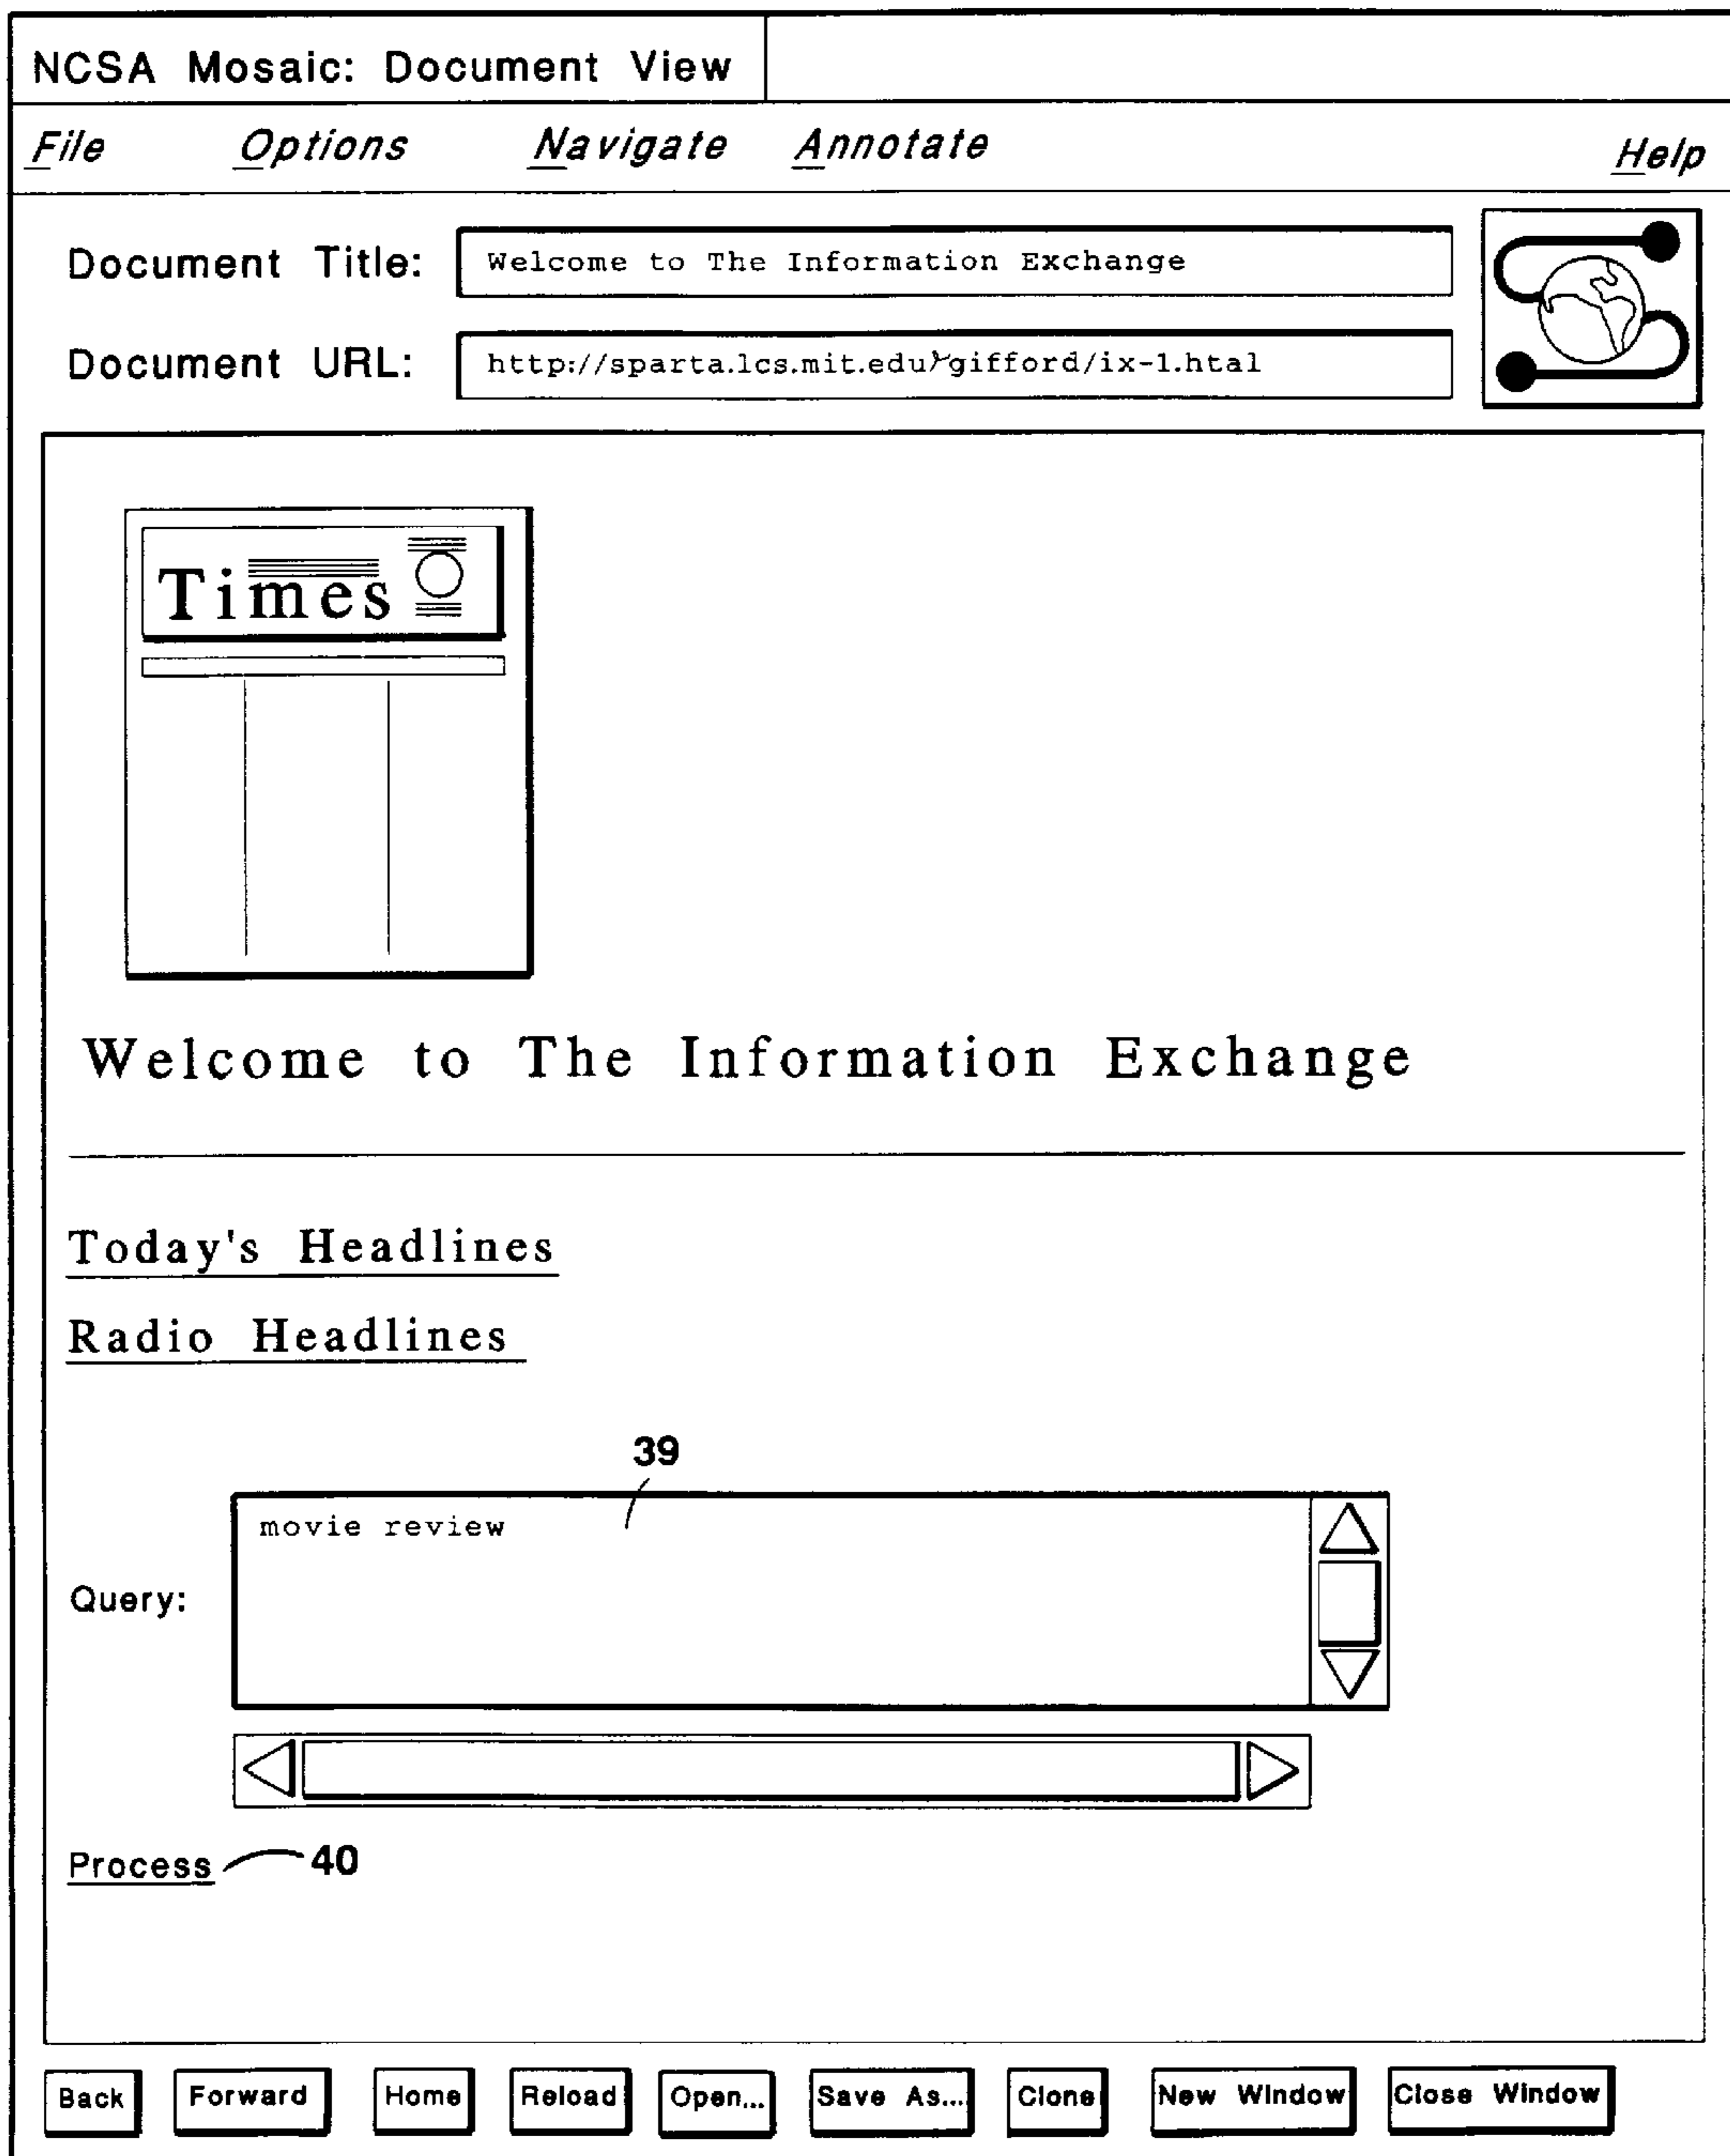 NCSA Mosaic: Document View
File Options Navigate Annotate Help
Document Title: Welcome to The Information Exchange
Document URL: http://sparta.lcs.mit.edu/~gifford/ix-1.htal
Times
Welcome to The Information Exchange
Today's Headlines
Radio Headlines
39
movie review
Query:
Process 40
Back Forward Home Reload Open... Save As... Clone New Window Close Window